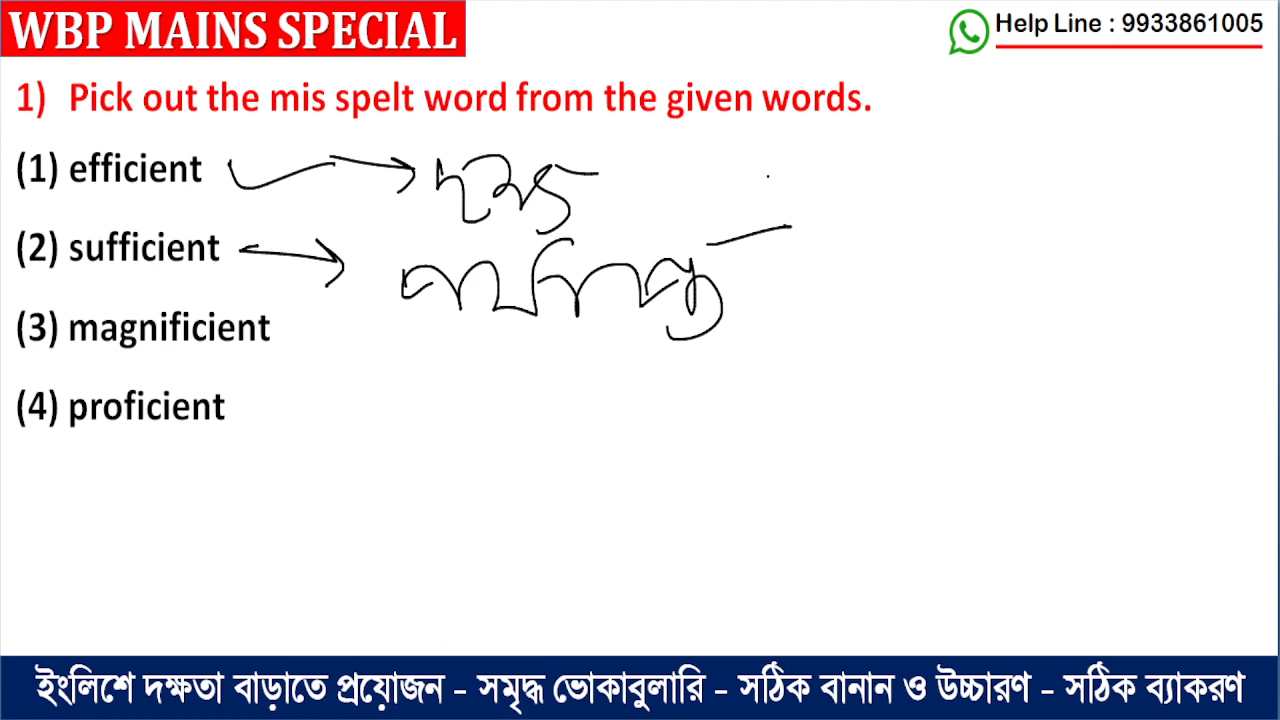 WBP MAINS SPECIAL
Help Line : 9933861005
1) Pick out the mis spelt word from the given words.
(1) efficient
(2) sufficient
(3) magnificient
(4) proficient
ইংলিশে দক্ষতা বাড়াতে প্রয়োজন - সমৃদ্ধ ভোকাবুলারি - সঠিক বানান ও উচ্চারণ - সঠিক ব্যাকরণ